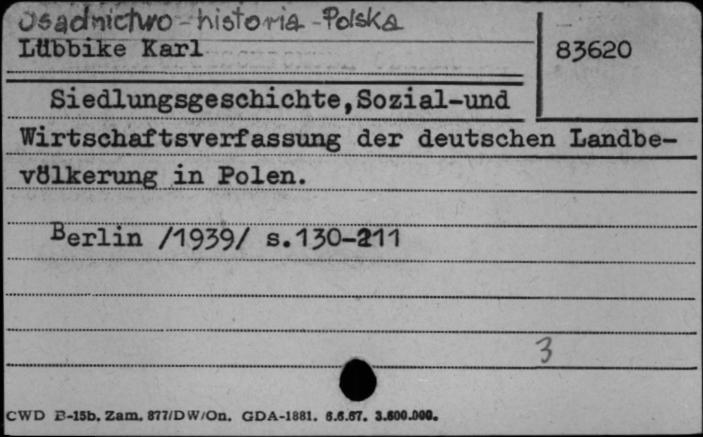 Osadnictwo - historia - Polska
Lübbike Karl
83620
Siedlungsgeschichte,Sozial-und
Wirtschaftsverfassung der deutschen Landbe-
völkerung in Polen.
Berlin /1939/ s.130-211
3
CWD B-15b. Zam. 877/DW/On. GDA-1881. 6.6.67. 3.600.000.